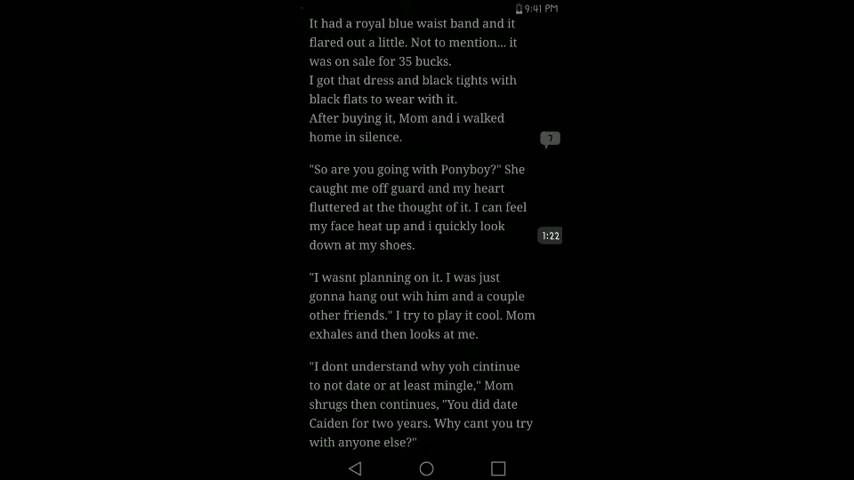 9:41 PM
It had a royal blue waist band and it
flared out a little. Not to mention... it
was on sale for 35 bucks.
I got that dress and black tights with
black flats to wear with it.
After buying it, Mom and i walked
home in silence.
7
"So are you going with Ponyboy?" She
caught me off guard and my heart
fluttered at the thought of it. I can feel
my face heat up and i quickly look
down at my shoes.
1:22
"I wasnt planning on it. I was just
gonna hang out wih him and a couple
other friends." I try to play it cool. Mom
exhales and then looks at me.
"I dont understand why yoh cintinue
to not date or at least mingle," Mom
shrugs then continues, "You did date
Caiden for two years. Why cant you try
with anyone else?"